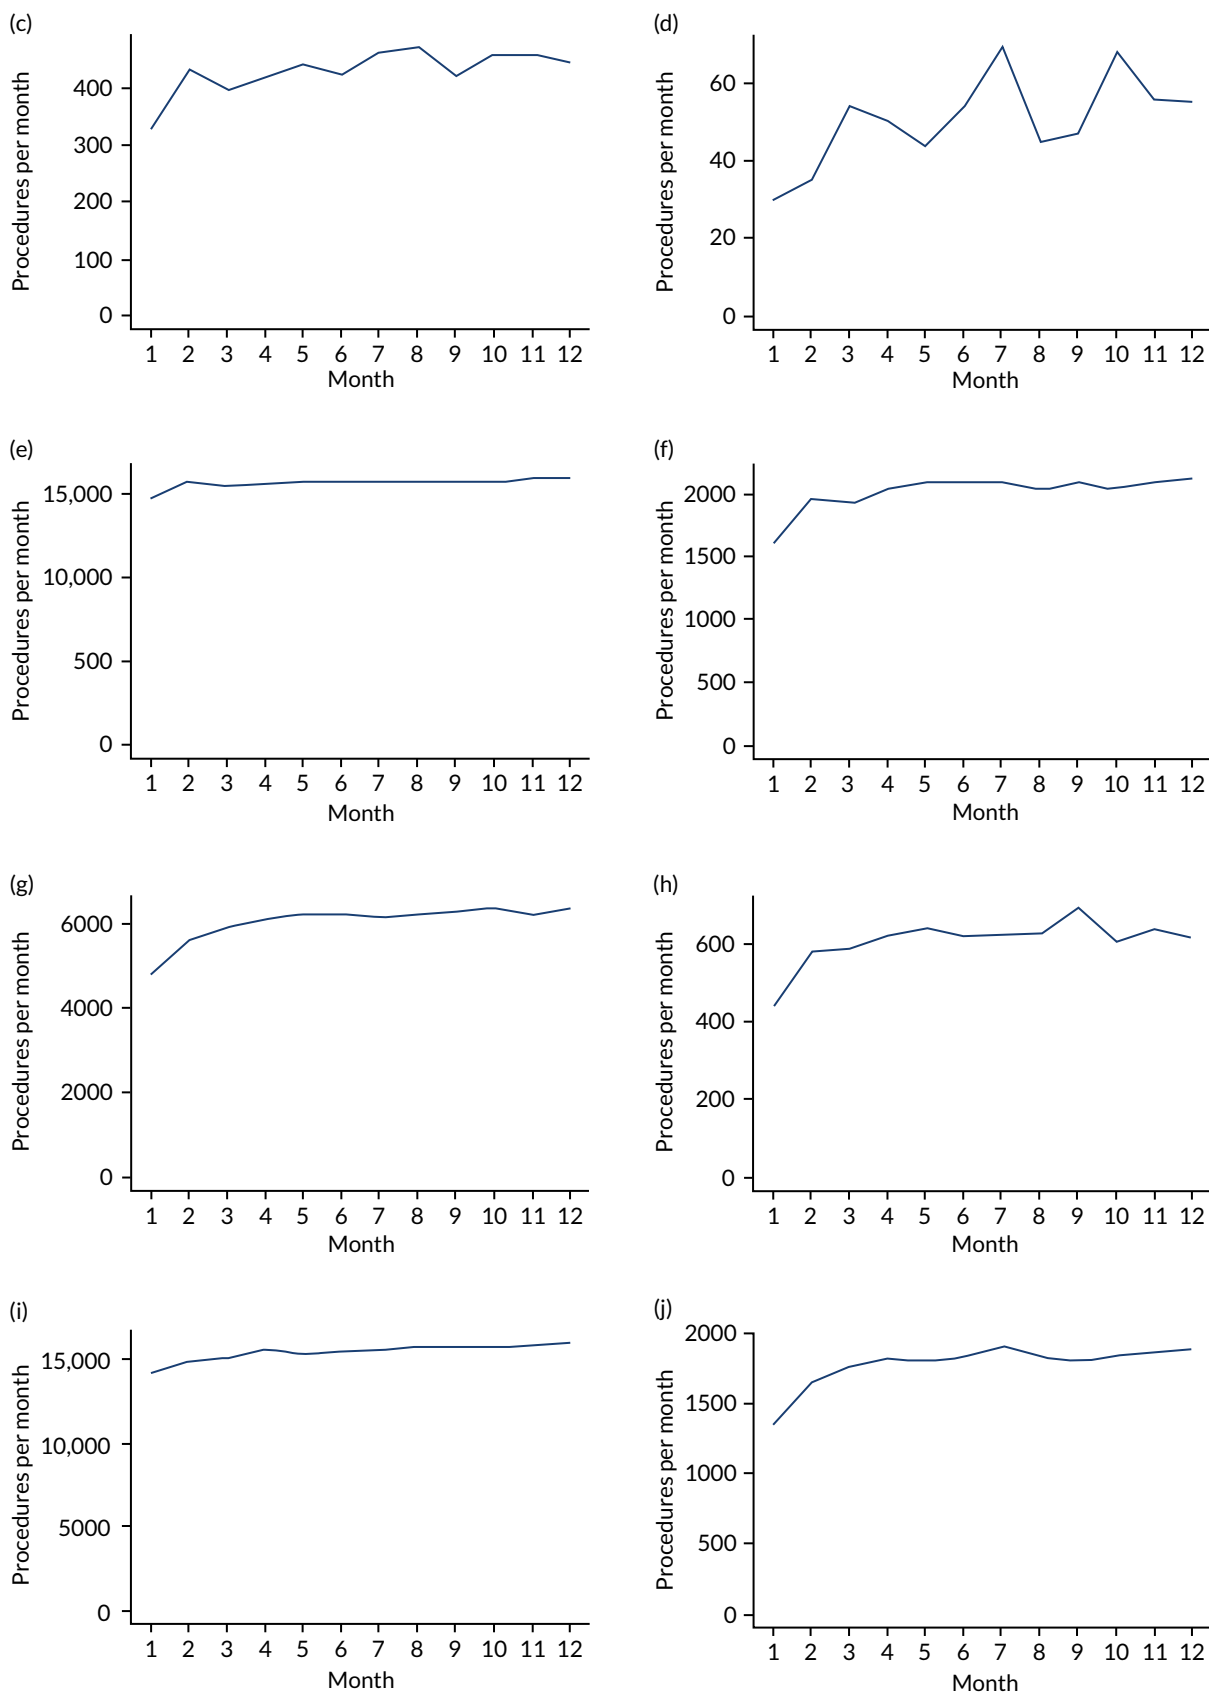 (c)
Procedures per month
400
300
200
100
0
1 2 3 4 5 6 7 8 9 10 11 12
Month
(d)
Procedures per month
60
40
20
0
1 2 3 4 5 6 7 8 9 10 11 12
Month
(e)
Procedures per month
15,000
10,000
500
0
1 2 3 4 5 6 7 8 9 10 11 12
Month
(f)
Procedures per month
2000
1500
1000
500
0
1 2 3 4 5 6 7 8 9 10 11 12
Month
(g)
Procedures per month
6000
4000
2000
0
1 2 3 4 5 6 7 8 9 10 11 12
Month
(h)
Procedures per month
600
400
200
0
1 2 3 4 5 6 7 8 9 10 11 12
Month
(i)
Procedures per month
15,000
10,000
5000
0
1 2 3 4 5 6 7 8 9 10 11 12
Month
(j)
Procedures per month
2000
1500
1000
500
0
1 2 3 4 5 6 7 8 9 10 11 12
Month